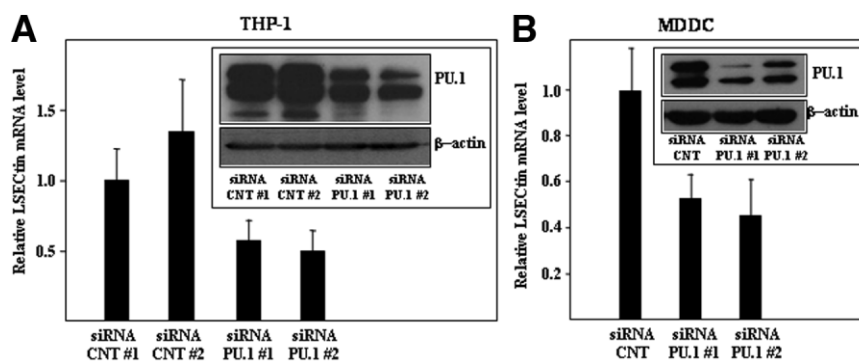 A
THP-1
Relative LSECtin mRNA level
1.5
1.0
0.5
PU.1
β-actin
siRNA siRNA siRNA siRNA
CNT #1 CNT #2 PU.1 #1 PU.1 #2
siRNA siRNA siRNA siRNA
CNT #1 CNT #2 PU.1 #1 PU.1 #2
B
MDDC
Relative LSECtin mRNA level
1.0
0.8
0.6
0.4
0.2
PU.1
β-actin
siRNA siRNA siRNA
CNT PU.1 #1 PU.1 #2
siRNA siRNA siRNA
CNT PU.1 #1 PU.1 #2